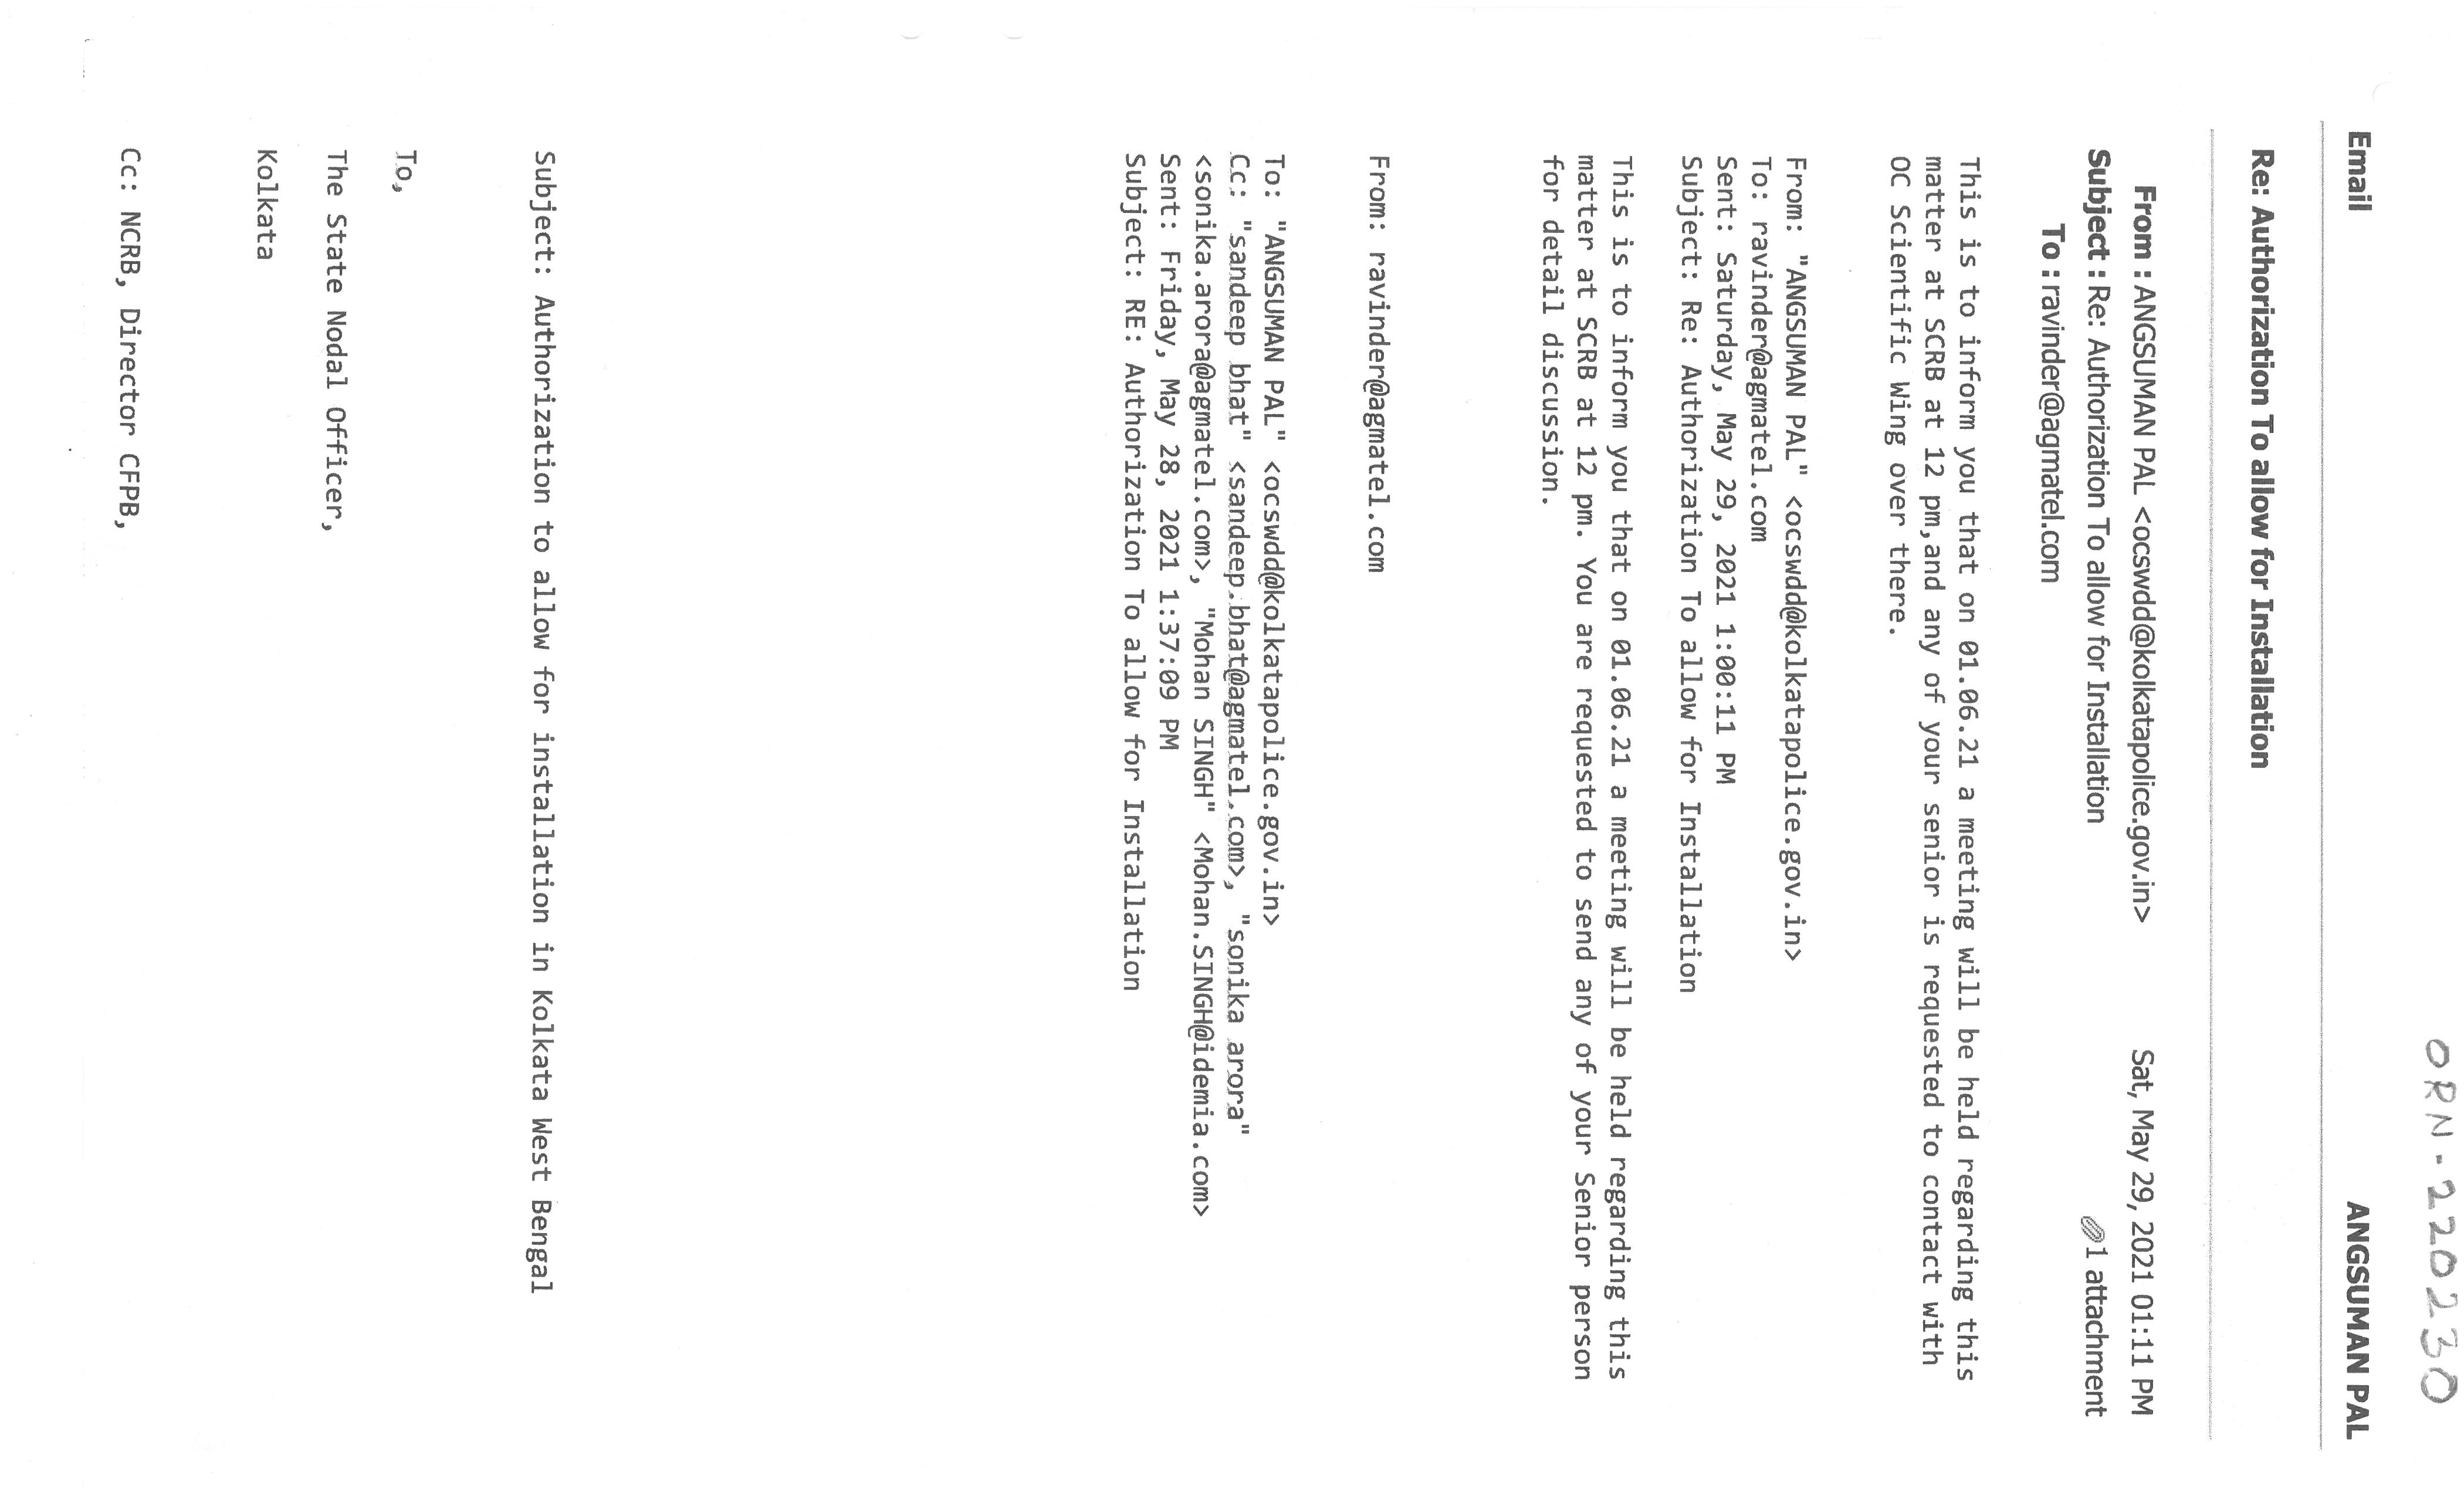 ORN-220230
Email ANGSUMAN PAL
Re: Authorization To allow for Installation
From : ANGSUMAN PAL <ocswdd@kolkatapolice.gov.in> Sat, May 29, 2021 01:11 PM
Subject : Re: Authorization To allow for Installation 1 attachment
To : ravinder@agmatel.com
This is to inform you that on 01.06.21 a meeting will be held regarding this
matter at SCRB at 12 pm,and any of your senior is requested to contact with
OC Scientific Wing over there.
From: "ANGSUMAN PAL" <ocswdd@kolkatapolice.gov.in>
To: ravinder@agmatel.com
Sent: Saturday, May 29, 2021 1:00:11 PM
Subject: Re: Authorization To allow for Installation
This is to inform you that on 01.06.21 a meeting will be held regarding this
matter at SCRB at 12 pm. You are requested to send any of your Senior person
for detail discussion.
From: ravinder@agmatel.com
To: "ANGSUMAN PAL" <ocswdd@kolkatapolice.gov.in>
Cc: "sandeep bhat" <sandeep.bhat@agmatel.com>, "sonika arora"
<sonika.arora@agmatel.com>, "Mohan SINGH" <Mohan.SINGH@idemia.com>
Sent: Friday, May 28, 2021 1:37:09 PM
Subject: RE: Authorization To allow for Installation
Subject: Authorization to allow for installation in Kolkata West Bengal
To,
The State Nodal Officer,
Kolkata
Cc: NCRB, Director CFPB,